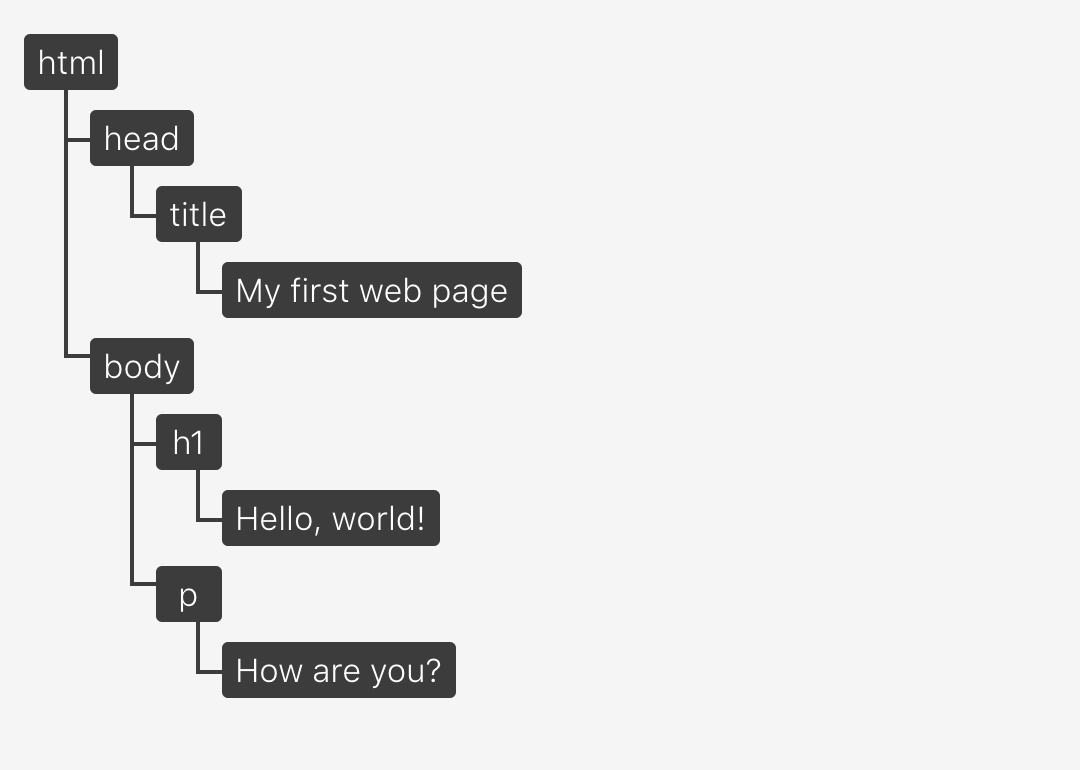 html
head
title
My first web page
body
h1
Hello, world!
p
How are you?